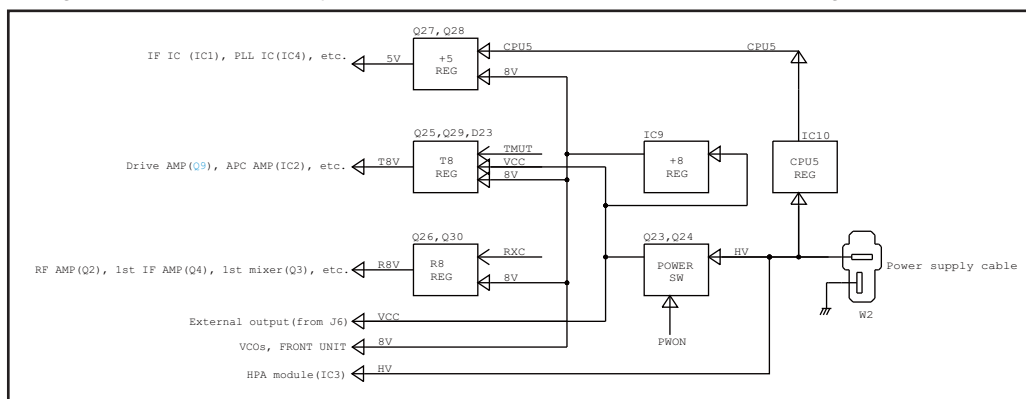 Q27,Q28
CPU5
CPU5
IF IC (IC1), PLL IC(IC4), etc.
5V
+5
REG
8V
Q25,Q29,D23
IC9
IC10
TMUT
Drive AMP(Q9), APC AMP(IC2), etc.
T8V
T8
REG
VCC
8V
+8
REG
CPU5
REG
Q26,Q30
Q23,Q24
RXC
HV
RF AMP(Q2), 1st IF AMP(Q4), 1st mixer(Q3), etc.
R8V
R8
REG
8V
POWER
SW
Power supply cable
W2
External output(from J6)
VCC
PWON
VCOs, FRONT UNIT
8V
HPA module(IC3)
HV